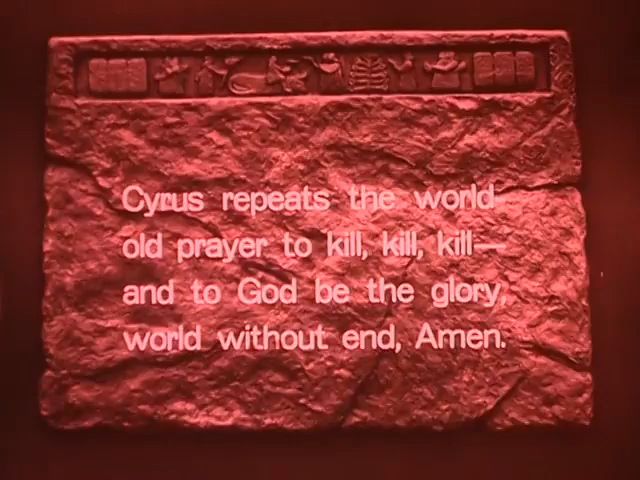 Cyrus repeats the world-
old prayer to kill, kill, kill—
and to God be the glory,
world without end, Amen.